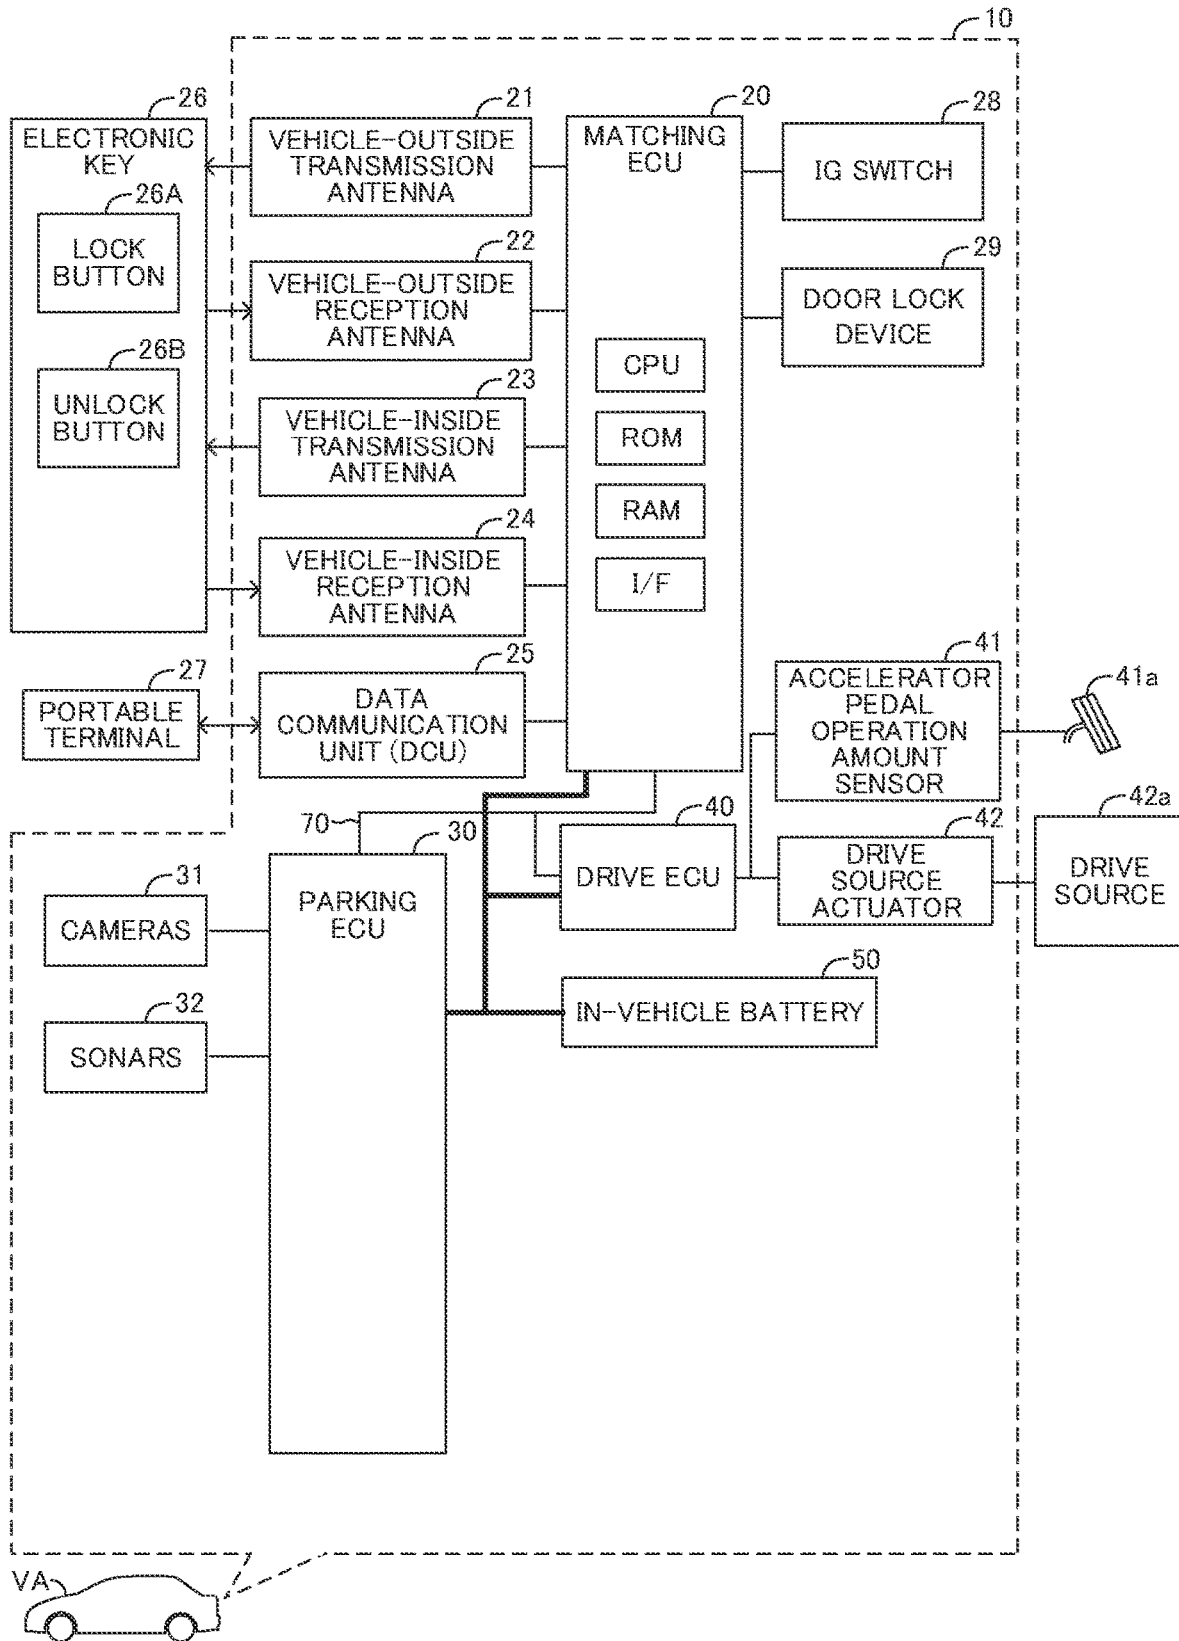 10
26
ELECTRONIC
KEY
26A
LOCK
BUTTON
26B
UNLOCK
BUTTON
21
VEHICLE-OUTSIDE
TRANSMISSION
ANTENNA
22
VEHICLE-OUTSIDE
RECEPTION
ANTENNA
23
VEHICLE-INSIDE
TRANSMISSION
ANTENNA
24
VEHICLE-INSIDE
RECEPTION
ANTENNA
27
PORTABLE
TERMINAL
25
DATA
COMMUNICATION
UNIT (DCU)
20
MATCHING
ECU
CPU
ROM
RAM
I/F
28
IG SWITCH
29
DOOR LOCK
DEVICE
41
ACCELERATOR
PEDAL
OPERATION
AMOUNT
SENSOR
41a
42a
DRIVE
SOURCE
42
DRIVE
SOURCE
ACTUATOR
40
DRIVE ECU
70
30
PARKING
ECU
31
CAMERAS
32
SONARS
50
IN-VEHICLE BATTERY
VA